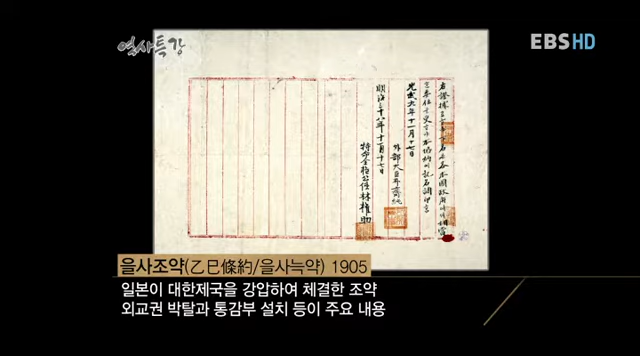 역사특강
EBS HD
光武九年十一月十七日
外部大臣朴齊純
明治三十八年十一月十七日
特命全權公使林權助
을사조약(乙巳條約/을사늑약) 1905
일본이 대한제국을 강압하여 체결한 조약
외교권 박탈과 통감부 설치 등이 주요 내용